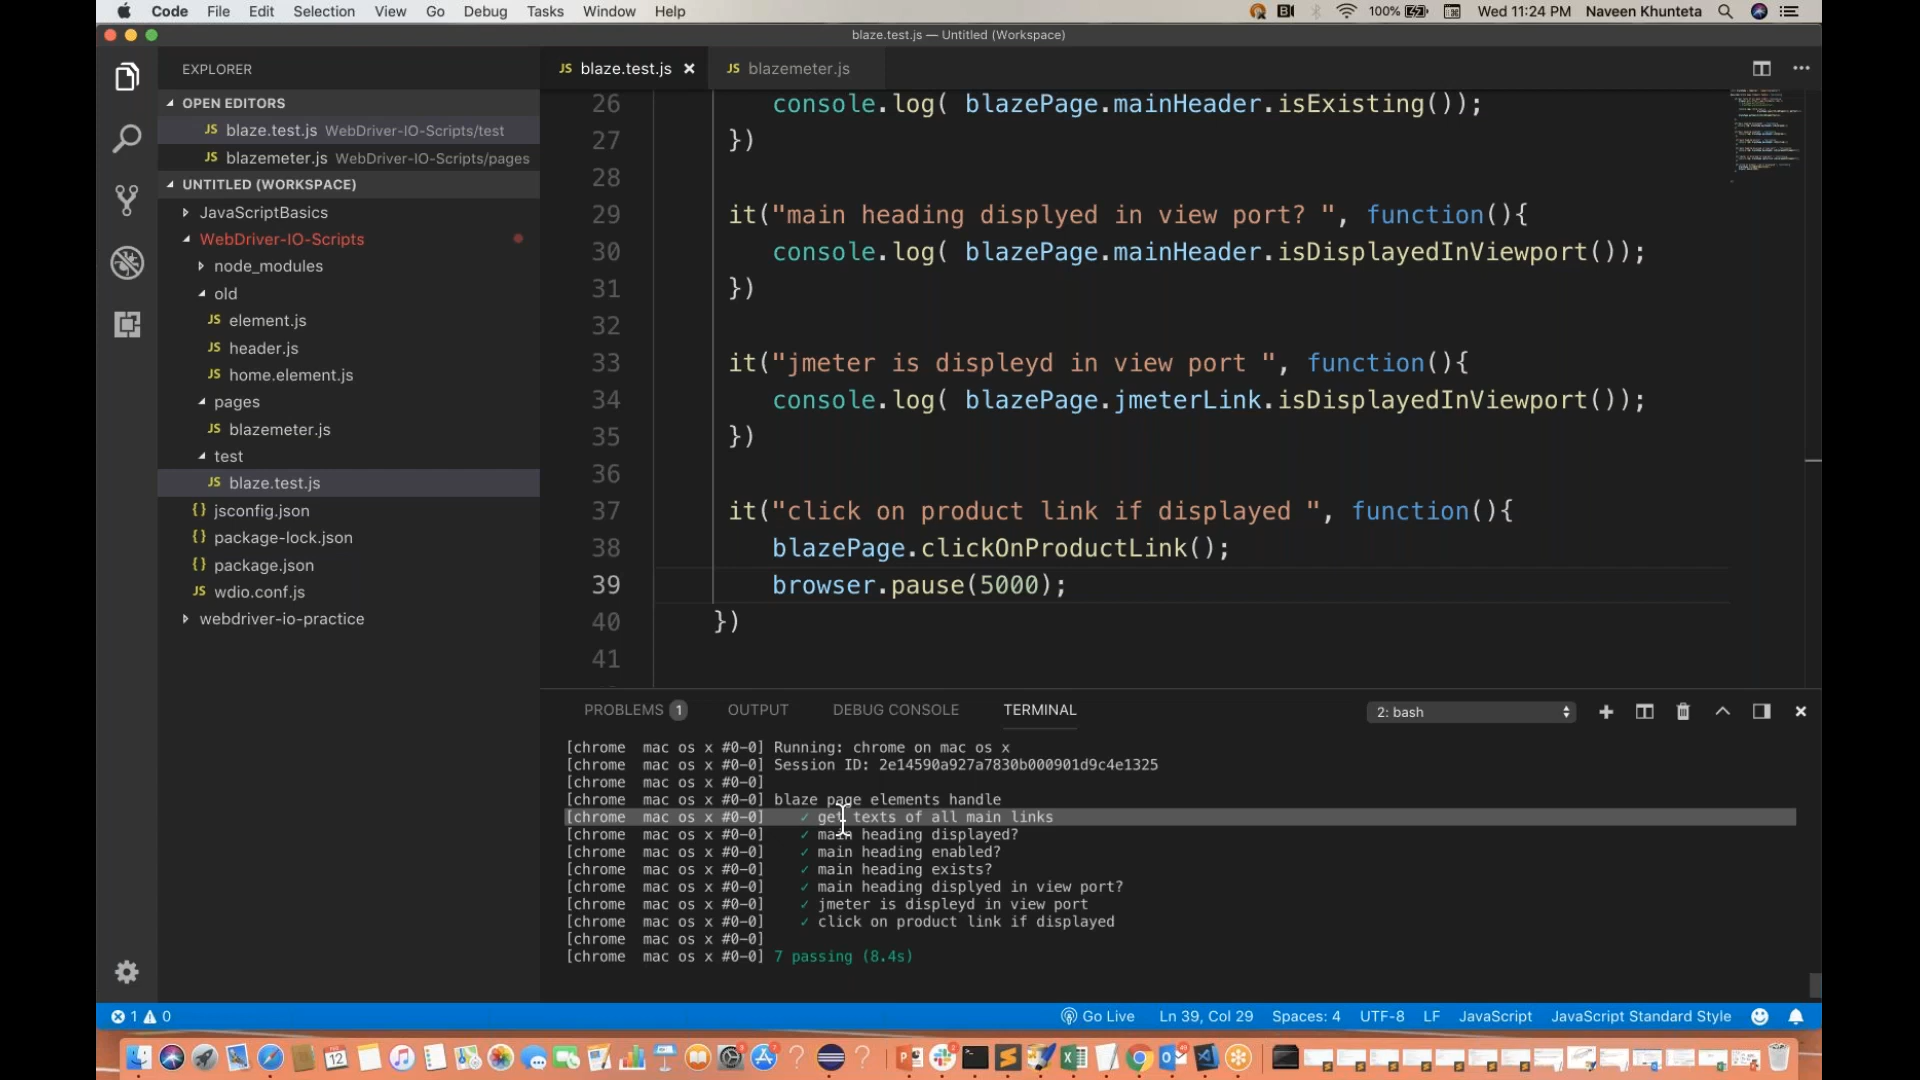 Code File Edit Selection View Go Debug Tasks Window Help 100% Wed 11:24 PM Naveen Khunteta
blaze.test.js — Untitled (Workspace)
EXPLORER
OPEN EDITORS
JS blaze.test.js WebDriver-IO-Scripts/test
JS blazemeter.js WebDriver-IO-Scripts/pages
UNTITLED (WORKSPACE)
JavaScriptBasics
WebDriver-IO-Scripts
node_modules
old
JS element.js
JS header.js
JS home.element.js
pages
JS blazemeter.js
test
JS blaze.test.js
{} jsconfig.json
{} package-lock.json
{} package.json
JS wdio.conf.js
webdriver-io-practice
JS blaze.test.js JS blazemeter.js
26 console.log( blazePage.mainHeader.isExisting());
27 })
28
29 it("main heading displyed in view port? ", function(){
30 console.log( blazePage.mainHeader.isDisplayedInViewport());
31 })
32
33 it("jmeter is displeyd in view port ", function(){
34 console.log( blazePage.jmeterLink.isDisplayedInViewport());
35 })
36
37 it("click on product link if displayed ", function(){
38 blazePage.clickOnProductLink();
39 browser.pause(5000);
40 })
41
PROBLEMS 1 OUTPUT DEBUG CONSOLE TERMINAL 2: bash
[chrome mac os x #0-0] Running: chrome on mac os x
[chrome mac os x #0-0] Session ID: 2e14590a927a7830b000901d9c4e1325
[chrome mac os x #0-0]
[chrome mac os x #0-0] blaze page elements handle
[chrome mac os x #0-0] ✓ get texts of all main links
[chrome mac os x #0-0] ✓ main heading displayed?
[chrome mac os x #0-0] ✓ main heading enabled?
[chrome mac os x #0-0] ✓ main heading exists?
[chrome mac os x #0-0] ✓ main heading displyed in view port?
[chrome mac os x #0-0] ✓ jmeter is displeyd in view port
[chrome mac os x #0-0] ✓ click on product link if displayed
[chrome mac os x #0-0]
[chrome mac os x #0-0] 7 passing (8.4s)
1 0 Go Live Ln 39, Col 29 Spaces: 4 UTF-8 LF JavaScript JavaScript Standard Style
12